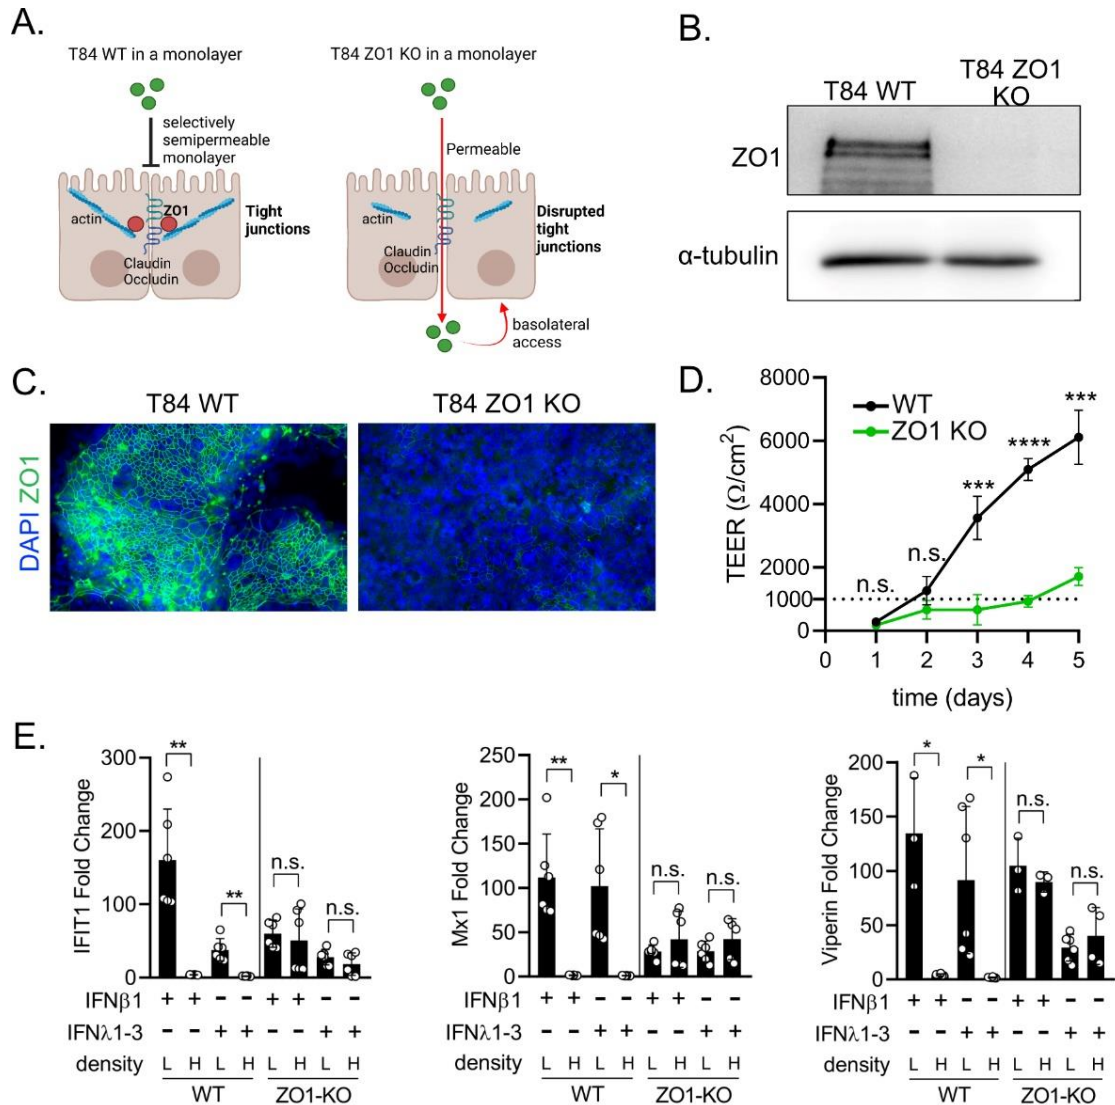 A.
T84 WT in a monolayer
selectively
semipermeable
monolayer
actin
ZO1
Tight
junctions
Claudin
Occludin
T84 ZO1 KO in a monolayer
Permeable
actin
Disrupted
tight
junctions
Claudin
Occludin
basolateral
access
B.
T84 WT
T84 ZO1
KO
ZO1
α-tubulin
C.
T84 WT
T84 ZO1 KO
DAPI ZO1
D.
8000
6000
4000
2000
1000
0
TEER (Ω/cm²)
WT
ZO1 KO
n.s.
n.s.
***
****
***
0 1 2 3 4 5
time (days)
E.
300
200
100
0
IFIT1 Fold Change
**
**
n.s.
n.s.
IFNβ1 + + - - + + - -
IFNλ1-3 - - + + - - + +
density L H L H L H L H
WT ZO1-KO
250
200
150
100
50
0
Mx1 Fold Change
**
*
n.s.
n.s.
IFNβ1 + + - - + + - -
IFNλ1-3 - - + + - - + +
density L H L H L H L H
WT ZO1-KO
200
150
100
50
0
Viperin Fold Change
*
*
n.s.
n.s.
IFNβ1 + + - - + + - -
IFNλ1-3 - - + + - - + +
density L H L H L H L H
WT ZO1-KO